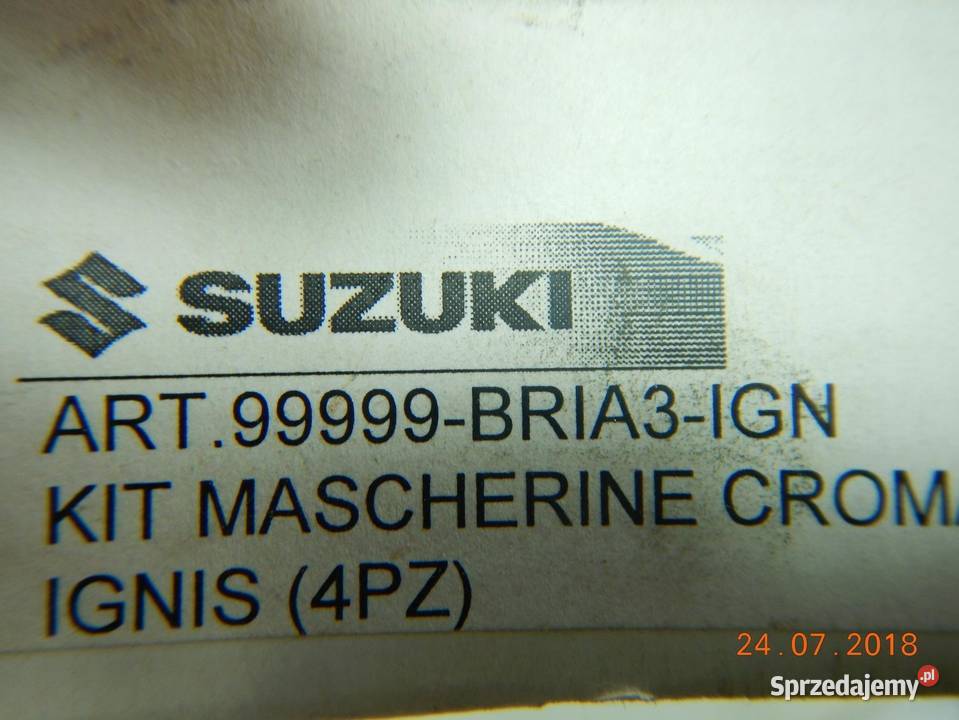 SUZUKI
ART.99999-BRIA3-IGN
KIT MASCHERINE CROMA
IGNIS (4PZ)
24.07.2018
Sprzedajemy.pl